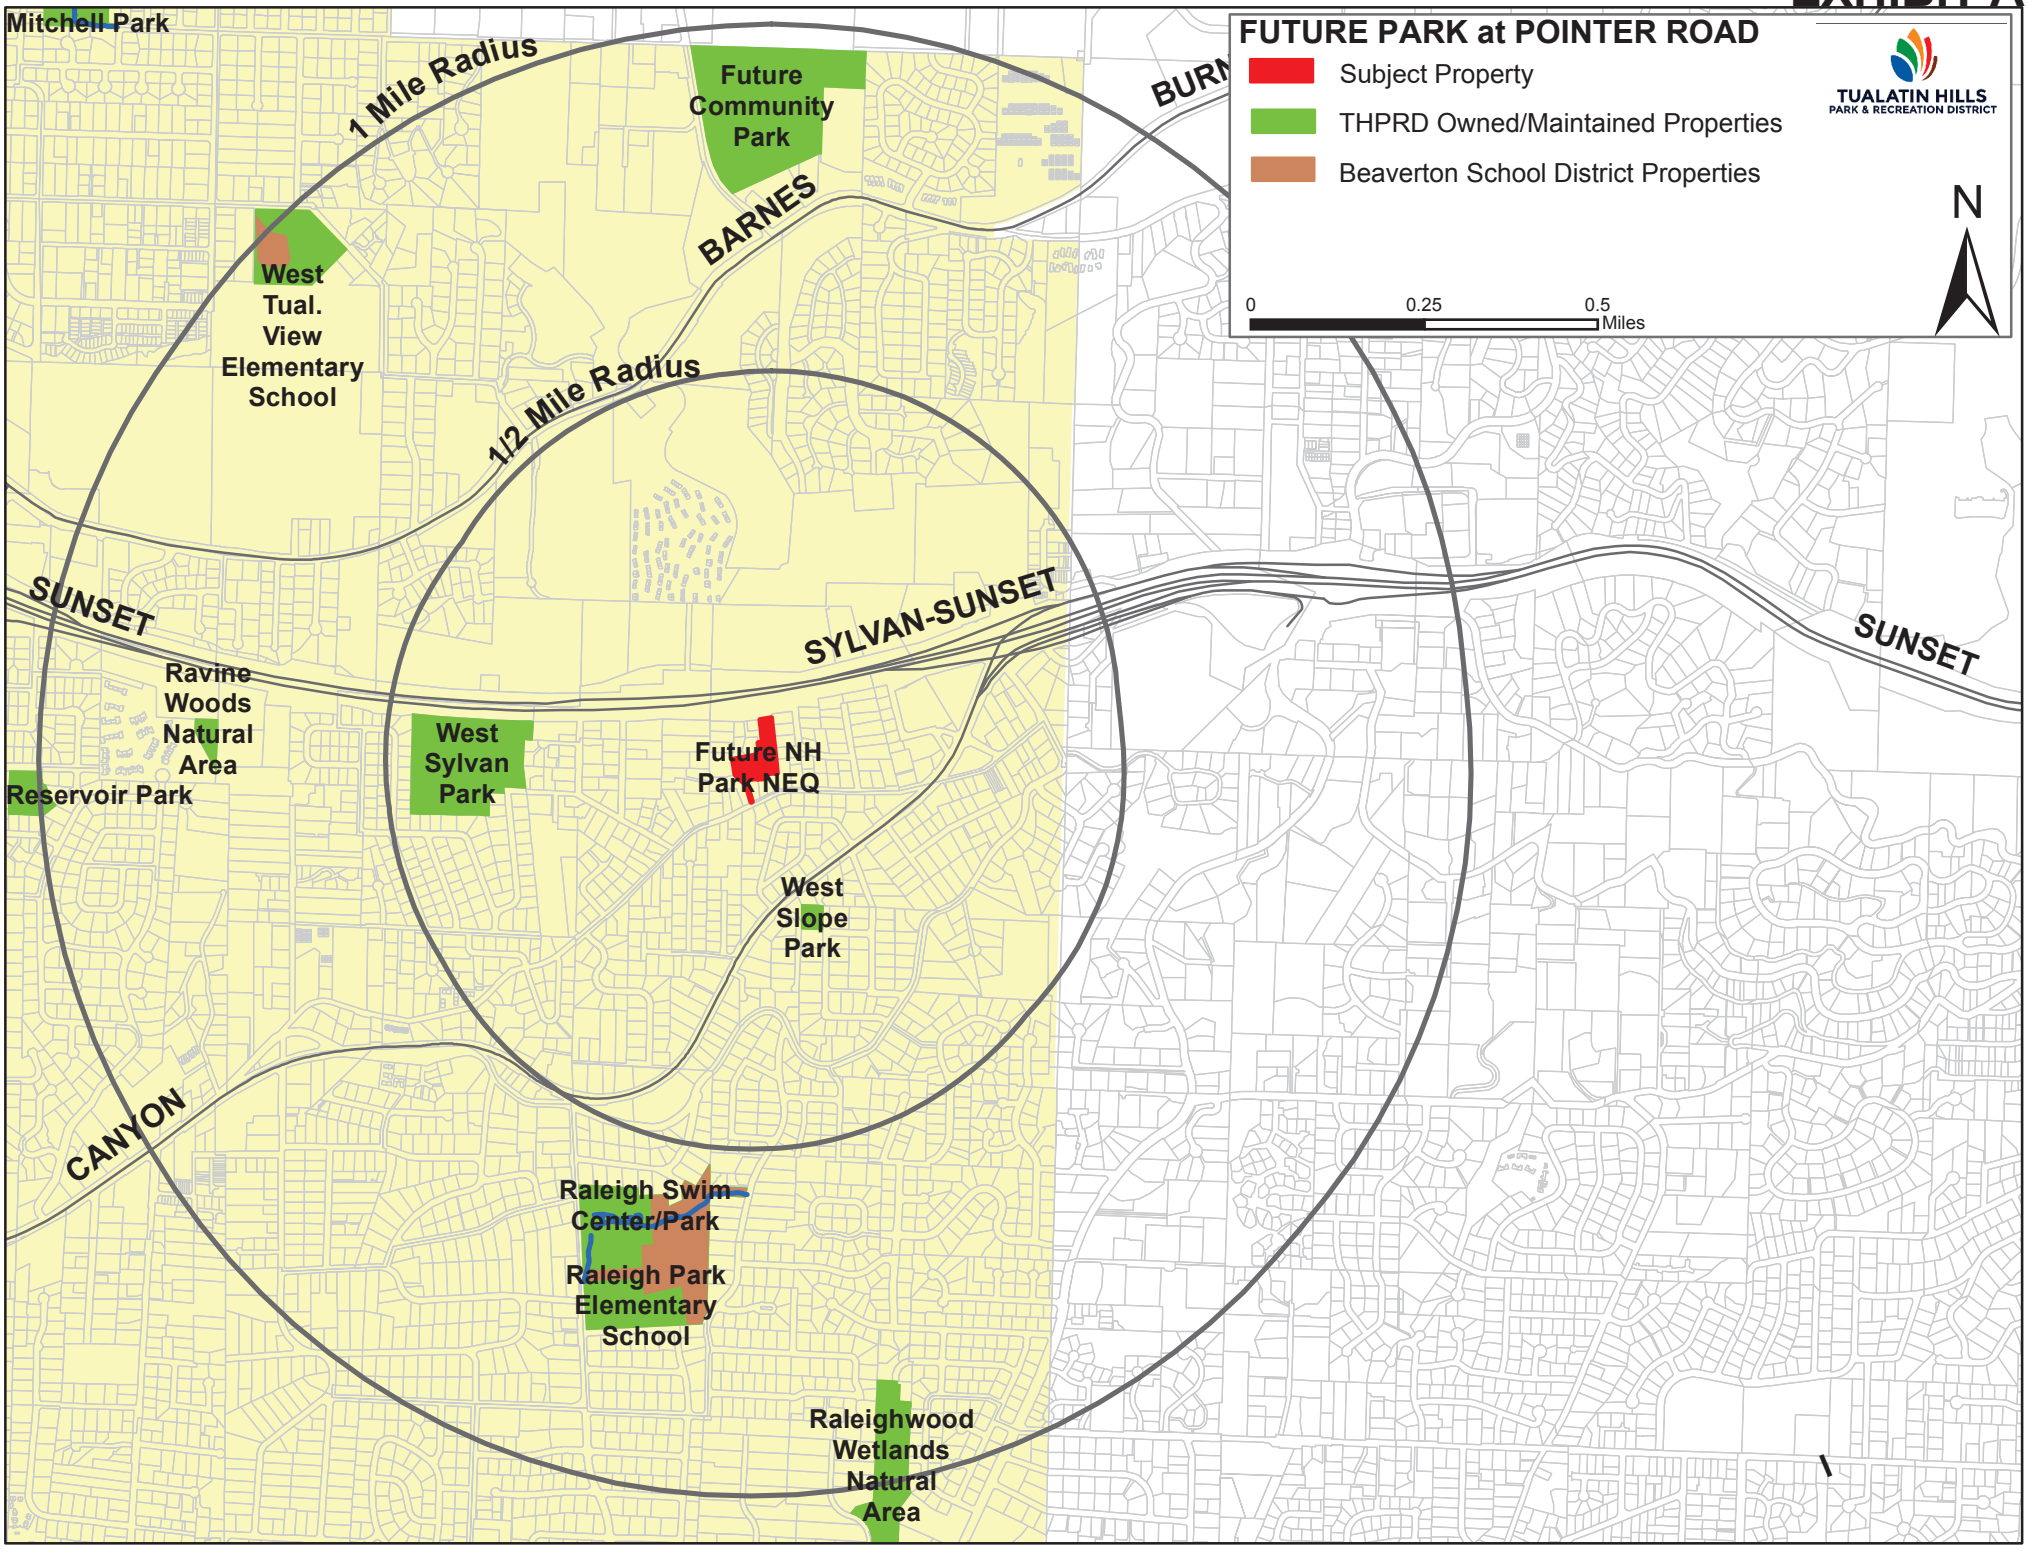 EXHIBIT A
Mitchell Park
FUTURE PARK at POINTER ROAD
Subject Property
THPRD Owned/Maintained Properties
Beaverton School District Properties
TUALATIN HILLS
PARK & RECREATION DISTRICT
N
0 0.25 0.5
Miles
1 Mile Radius
Future
Community
Park
BARNES
West
Tual.
View
Elementary
School
1/2 Mile Radius
SUNSET
SYLVAN-SUNSET
SUNSET
Ravine
Woods
Natural
Area
Reservoir Park
West
Sylvan
Park
Future NH
Park NEQ
West
Slope
Park
CANYON
Raleigh Swim
Center/Park
Raleigh Park
Elementary
School
Raleighwood
Wetlands
Natural
Area